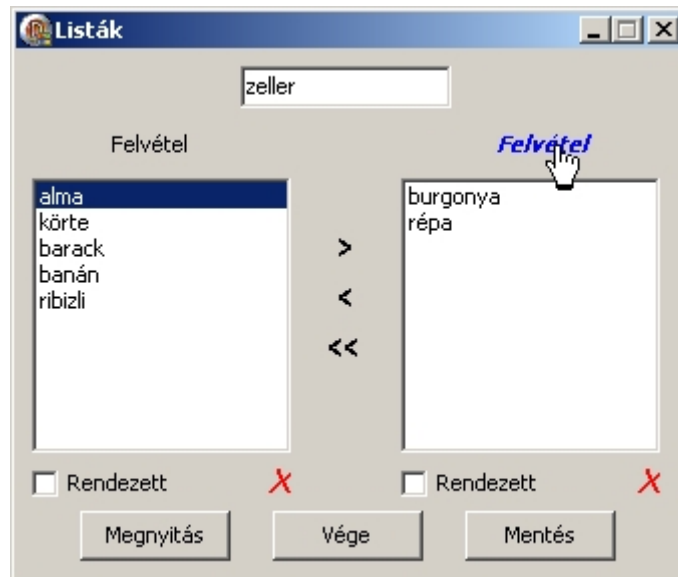 Listák
zeller
Felvétel
Felvétel
alma
körte
barack
banán
ribizli
>
<
<<
burgonya
répa
Rendezett
X
Rendezett
X
Megnyitás
Vége
Mentés